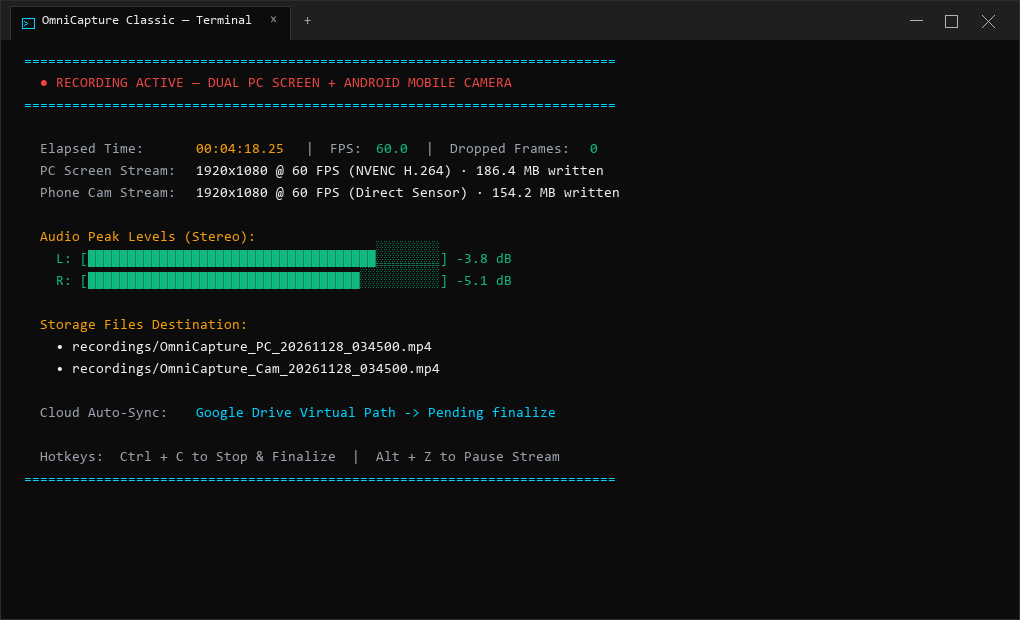 OmniCapture Classic — Terminal × +
==========================================================================
● RECORDING ACTIVE — DUAL PC SCREEN + ANDROID MOBILE CAMERA
==========================================================================
Elapsed Time: 00:04:18.25 | FPS: 60.0 | Dropped Frames: 0
PC Screen Stream: 1920x1080 @ 60 FPS (NVENC H.264) · 186.4 MB written
Phone Cam Stream: 1920x1080 @ 60 FPS (Direct Sensor) · 154.2 MB written
Audio Peak Levels (Stereo):
L: [████████████████████████████████████░░░░░░░░] -3.8 dB
R: [██████████████████████████████████░░░░░░░░░░] -5.1 dB
Storage Files Destination:
• recordings/OmniCapture_PC_20261128_034500.mp4
• recordings/OmniCapture_Cam_20261128_034500.mp4
Cloud Auto-Sync: Google Drive Virtual Path -> Pending finalize
Hotkeys: Ctrl + C to Stop & Finalize | Alt + Z to Pause Stream
==========================================================================